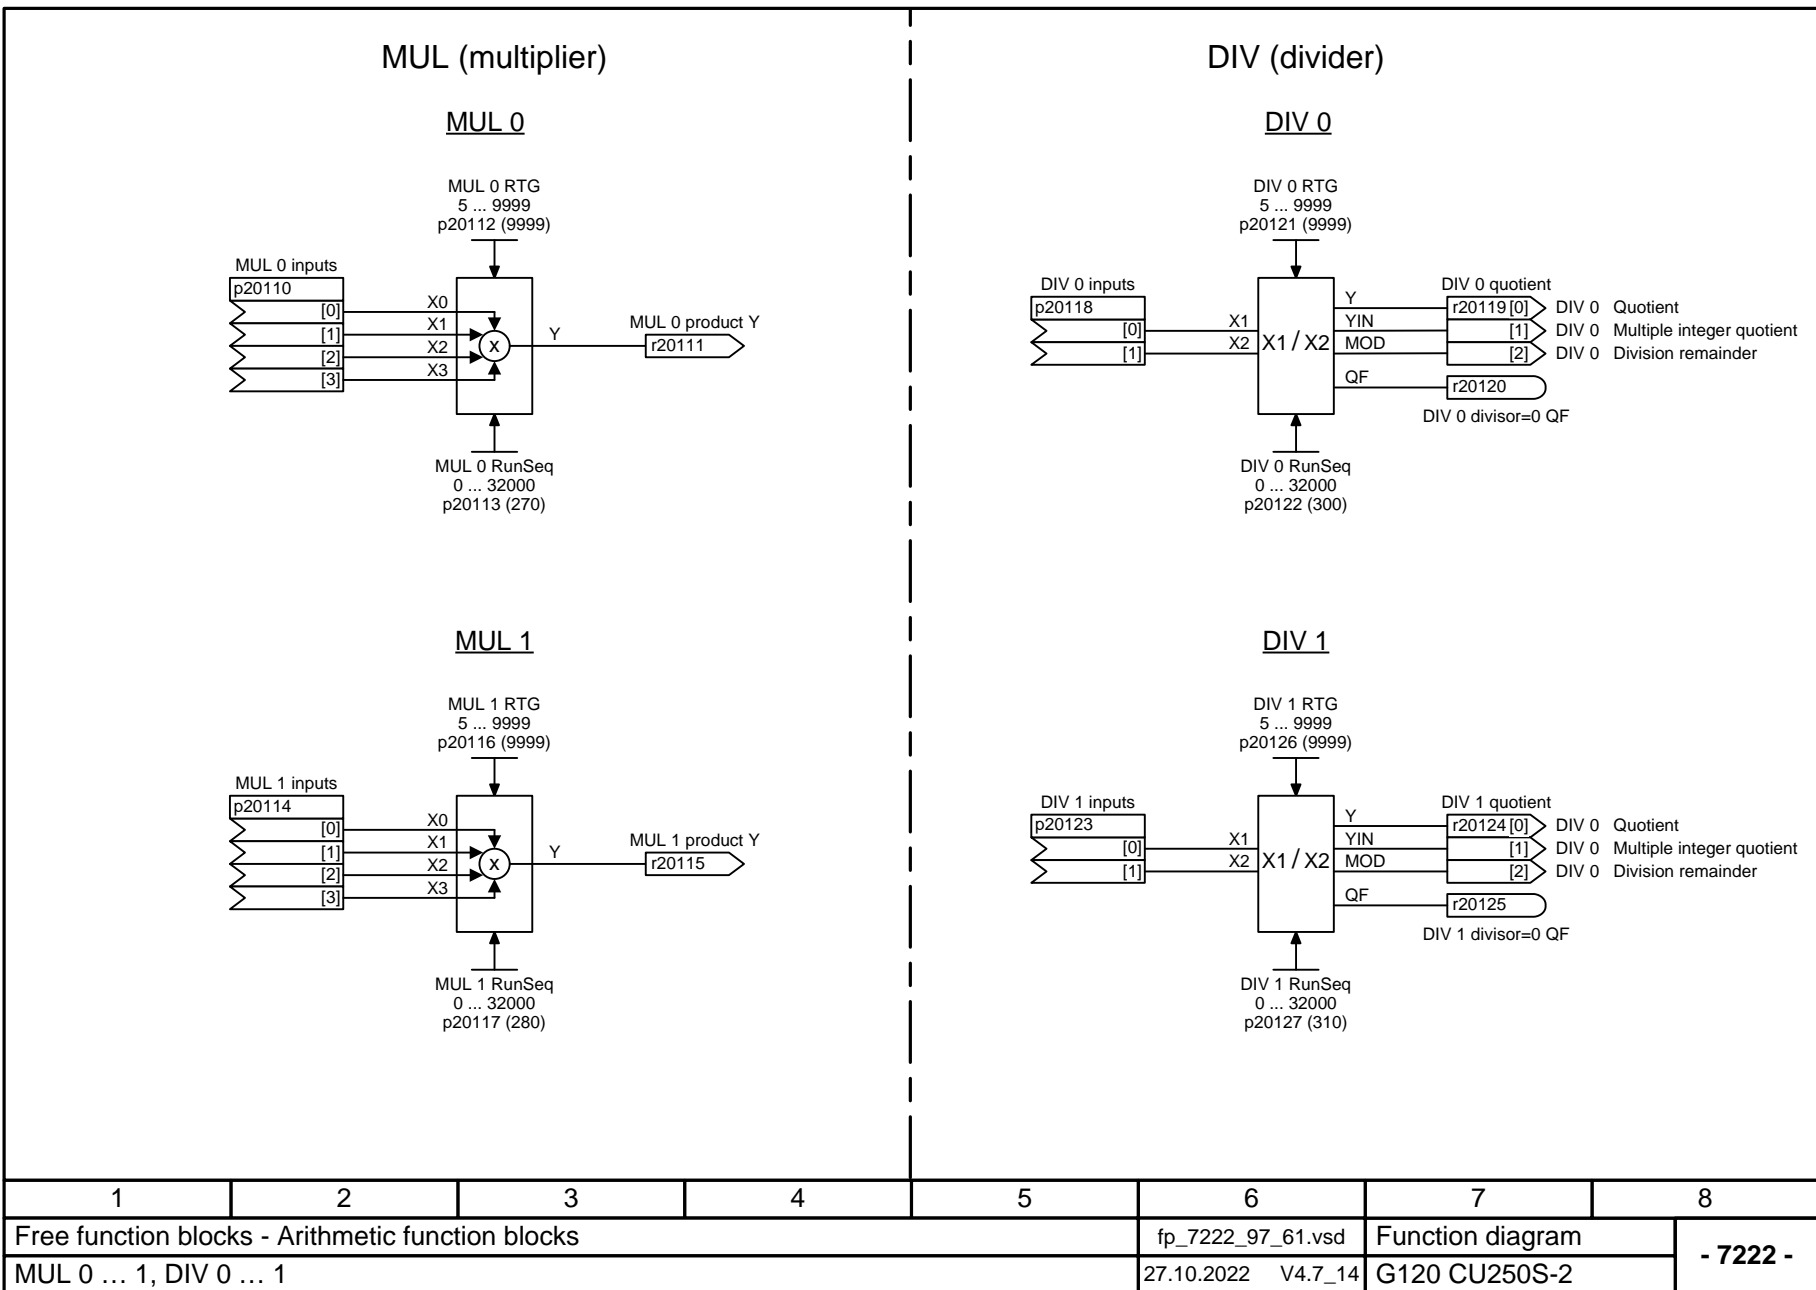 MUL (multiplier)
MUL 0
MUL 0 RTG
5 ... 9999
p20112 (9999)
MUL 0 inputs
p20110
[0]
[1]
[2]
[3]
X0
X1
X2
X3
x
Y
MUL 0 product Y
r20111
MUL 0 RunSeq
0 ... 32000
p20113 (270)
MUL 1
MUL 1 RTG
5 ... 9999
p20116 (9999)
MUL 1 inputs
p20114
[0]
[1]
[2]
[3]
X0
X1
X2
X3
x
Y
MUL 1 product Y
r20115
MUL 1 RunSeq
0 ... 32000
p20117 (280)
DIV (divider)
DIV 0
DIV 0 RTG
5 ... 9999
p20121 (9999)
DIV 0 inputs
p20118
[0]
[1]
X1
X2
X1 / X2
Y
YIN
MOD
QF
DIV 0 quotient
r20119 [0] DIV 0 Quotient
[1] DIV 0 Multiple integer quotient
[2] DIV 0 Division remainder
r20120
DIV 0 divisor=0 QF
DIV 0 RunSeq
0 ... 32000
p20122 (300)
DIV 1
DIV 1 RTG
5 ... 9999
p20126 (9999)
DIV 1 inputs
p20123
[0]
[1]
X1
X2
X1 / X2
Y
YIN
MOD
QF
DIV 1 quotient
r20124 [0] DIV 0 Quotient
[1] DIV 0 Multiple integer quotient
[2] DIV 0 Division remainder
r20125
DIV 1 divisor=0 QF
DIV 1 RunSeq
0 ... 32000
p20127 (310)
1 2 3 4 5 6 7 8
Free function blocks - Arithmetic function blocks
MUL 0 … 1, DIV 0 … 1
fp_7222_97_61.vsd
27.10.2022 V4.7_14
Function diagram
G120 CU250S-2
- 7222 -